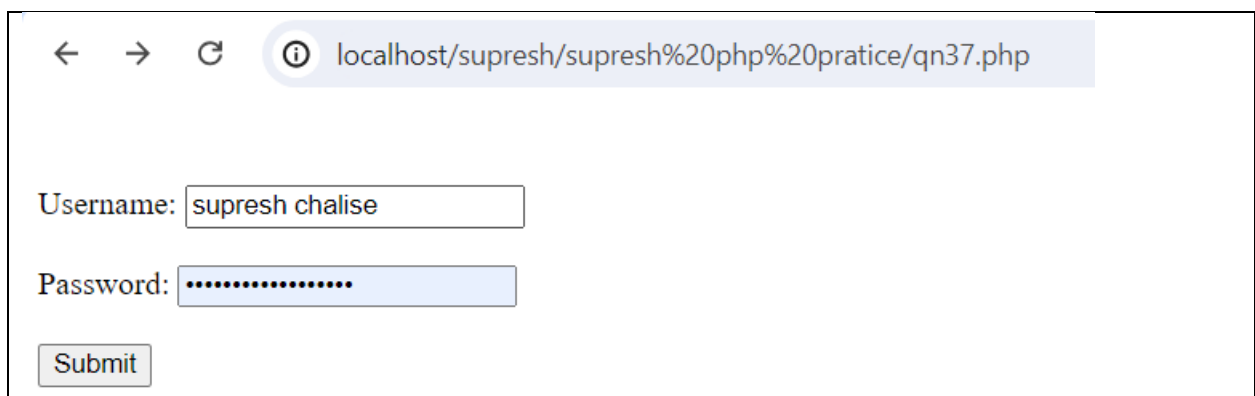 localhost/supresh/supresh%20php%20pratice/qn37.php
Username: supresh chalise
Password: ••••••••••••••••••
Submit